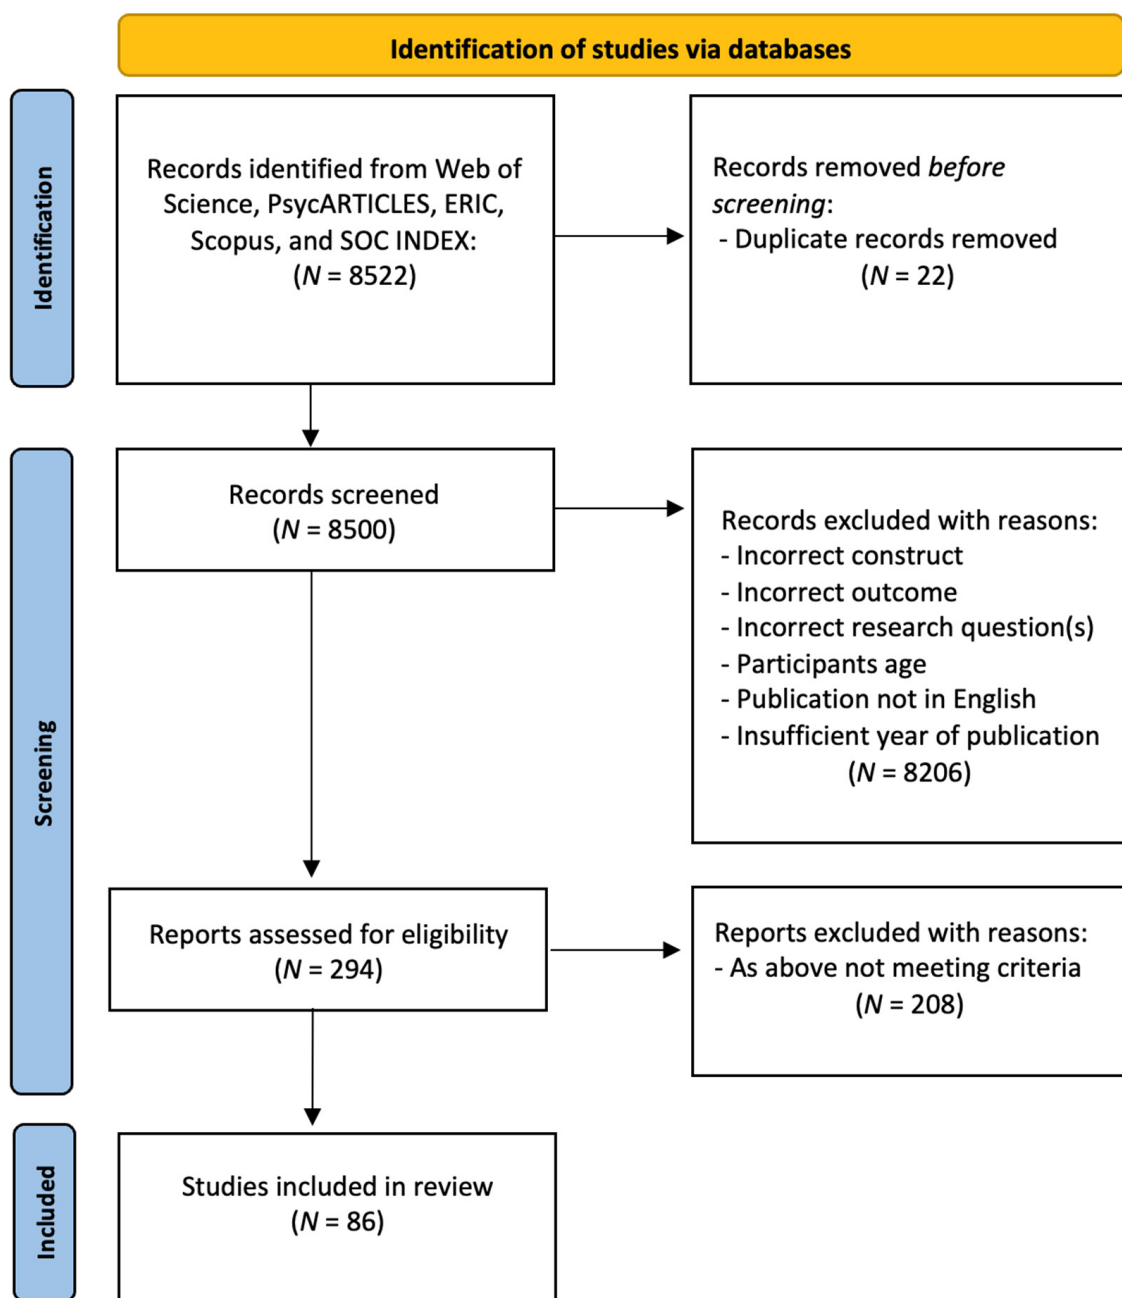 Identification of studies via databases
Identification
Records identified from Web of
Science, PsycARTICLES, ERIC,
Scopus, and SOC INDEX:
(N = 8522)
Records removed before
screening:
- Duplicate records removed
(N = 22)
Screening
Records screened
(N = 8500)
Records excluded with reasons:
- Incorrect construct
- Incorrect outcome
- Incorrect research question(s)
- Participants age
- Publication not in English
- Insufficient year of publication
(N = 8206)
Reports assessed for eligibility
(N = 294)
Reports excluded with reasons:
- As above not meeting criteria
(N = 208)
Included
Studies included in review
(N = 86)